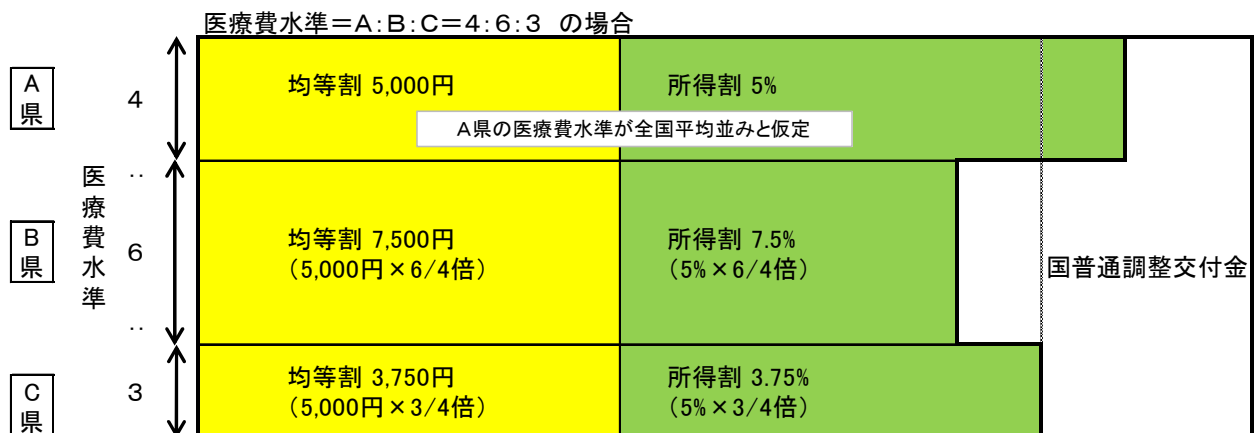 医療費水準＝A：B：C＝4：6：3 の場合
A県
4
均等割 5,000円
所得割 5%
A県の医療費水準が全国平均並みと仮定
医療費水準
‥
B県
6
均等割 7,500円
（5,000円×6/4倍）
所得割 7.5%
（5%×6/4倍）
国普通調整交付金
‥
C県
3
均等割 3,750円
（5,000円×3/4倍）
所得割 3.75%
（5%×3/4倍）